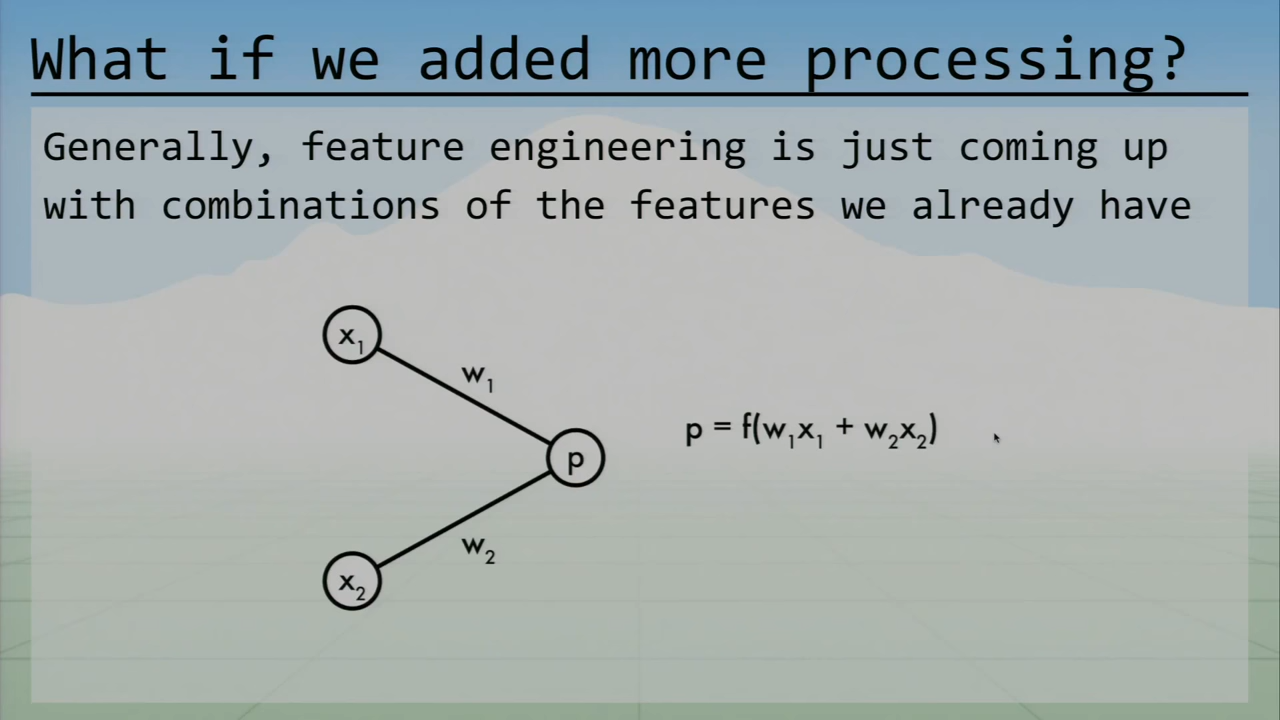 What if we added more processing?
Generally, feature engineering is just coming up
with combinations of the features we already have
x₁
w₁
p
p = f(w₁x₁ + w₂x₂)
w₂
x₂